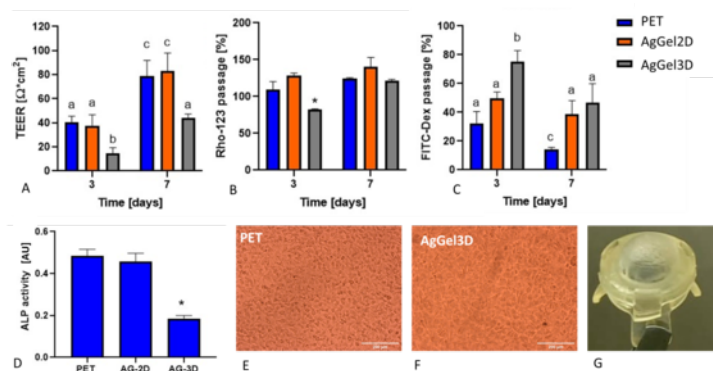 PET
AgGel2D
AgGel3D
TEER [Ω*cm²]
100
80
60
40
20
0
a a b c c a
3 7
Time [days]
A
Rho-123 passage [%]
200
150
100
50
0
*
3 7
Time [days]
B
FITC-Dex passage [%]
100
80
60
40
20
0
a a b c a a
3 7
Time [days]
C
ALP activity [AU]
0.6
0.4
0.2
0.0
*
PET AG-2D AG-3D
D
PET
E
AgGel3D
F
G